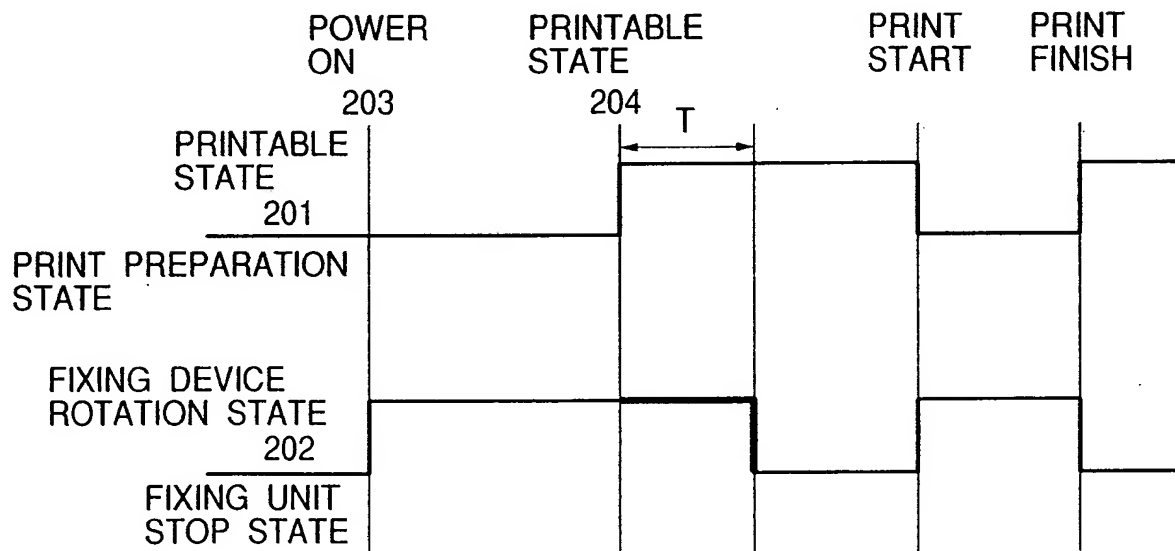 POWER
ON
203
PRINTABLE
STATE
204
PRINT
START
PRINT
FINISH
T
PRINTABLE
STATE
201
PRINT PREPARATION
STATE
FIXING DEVICE
ROTATION STATE
202
FIXING UNIT
STOP STATE